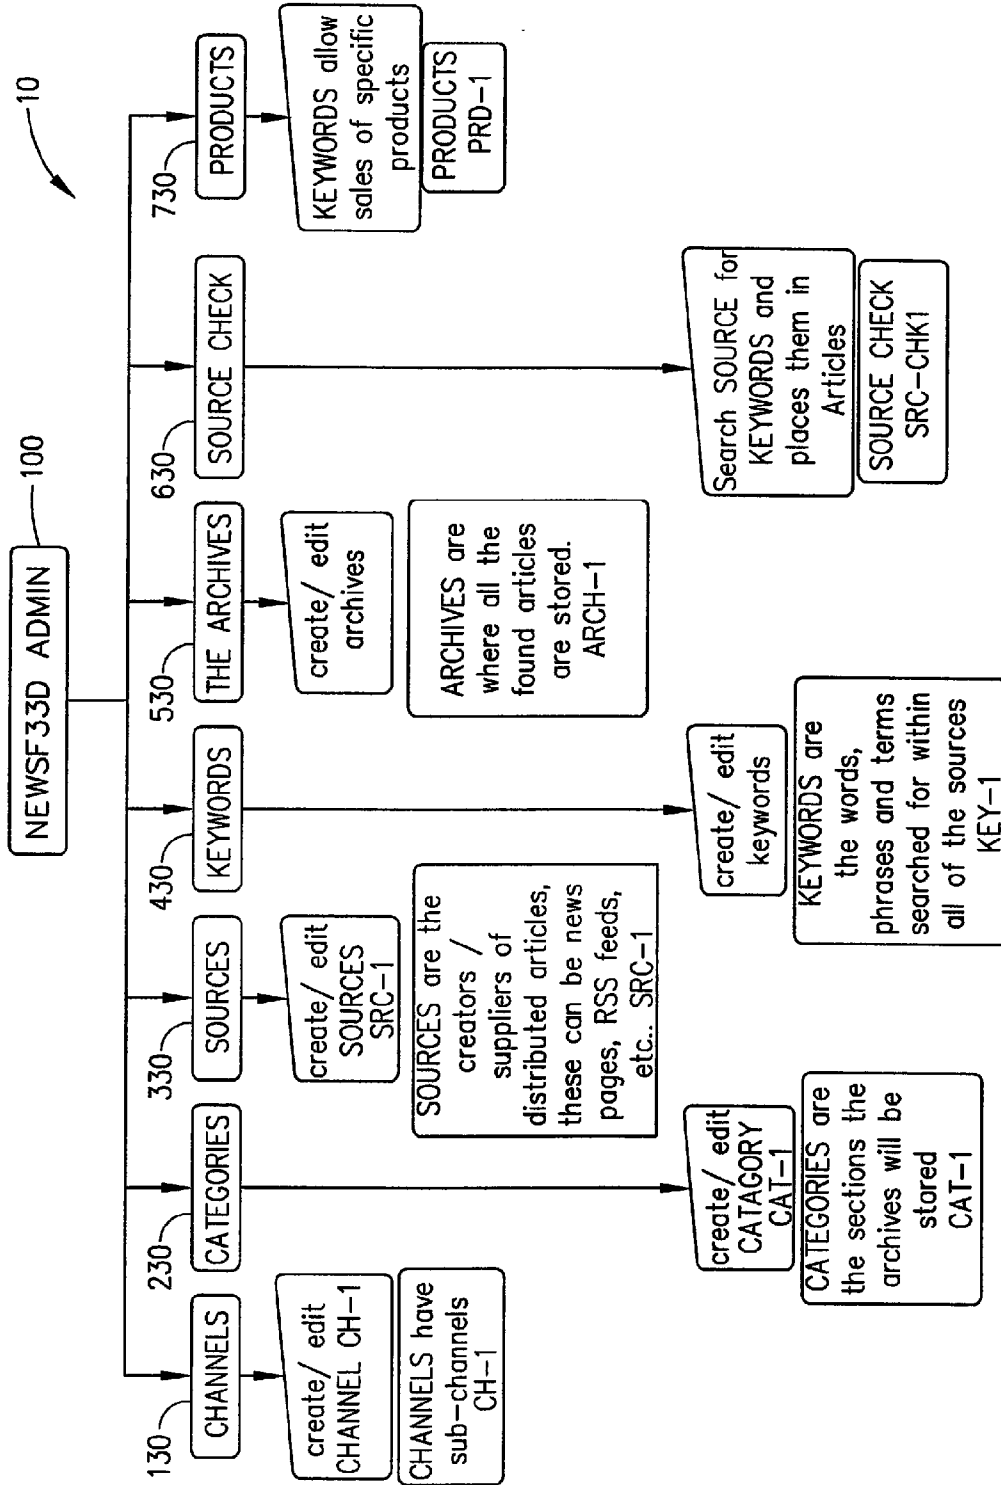 10
NEWSF33D ADMIN
100
130
CHANNELS
create/ edit
CHANNEL CH-1
CHANNELS have
sub-channels
CH-1
230
CATEGORIES
create/ edit
CATAGORY
CAT-1
CATEGORIES are
the sections the
archives will be
stored
CAT-1
330
SOURCES
create/ edit
SOURCES
SRC-1
SOURCES are the
creators /
suppliers of
distributed articles,
these can be news
pages, RSS feeds,
etc.. SRC-1
430
KEYWORDS
create/ edit
keywords
KEYWORDS are
the words,
phrases and terms
searched for within
all of the sources
KEY-1
530
THE ARCHIVES
create/ edit
archives
ARCHIVES are
where all the
found articles
are stored.
ARCH-1
630
SOURCE CHECK
Search SOURCE for
KEYWORDS and
places them in
Articles
SOURCE CHECK
SRC-CHK1
730
PRODUCTS
KEYWORDS allow
sales of specific
products
PRODUCTS
PRD-1